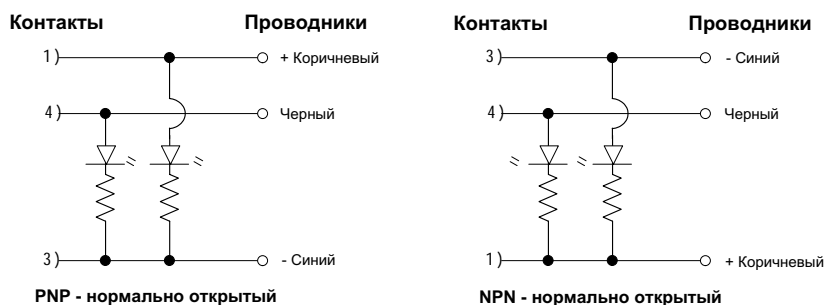 Контакты Проводники
1) + Коричневый
4) Черный
3) - Синий
PNP - нормально открытый
Контакты Проводники
3) - Синий
4) Черный
1) + Коричневый
NPN - нормально открытый